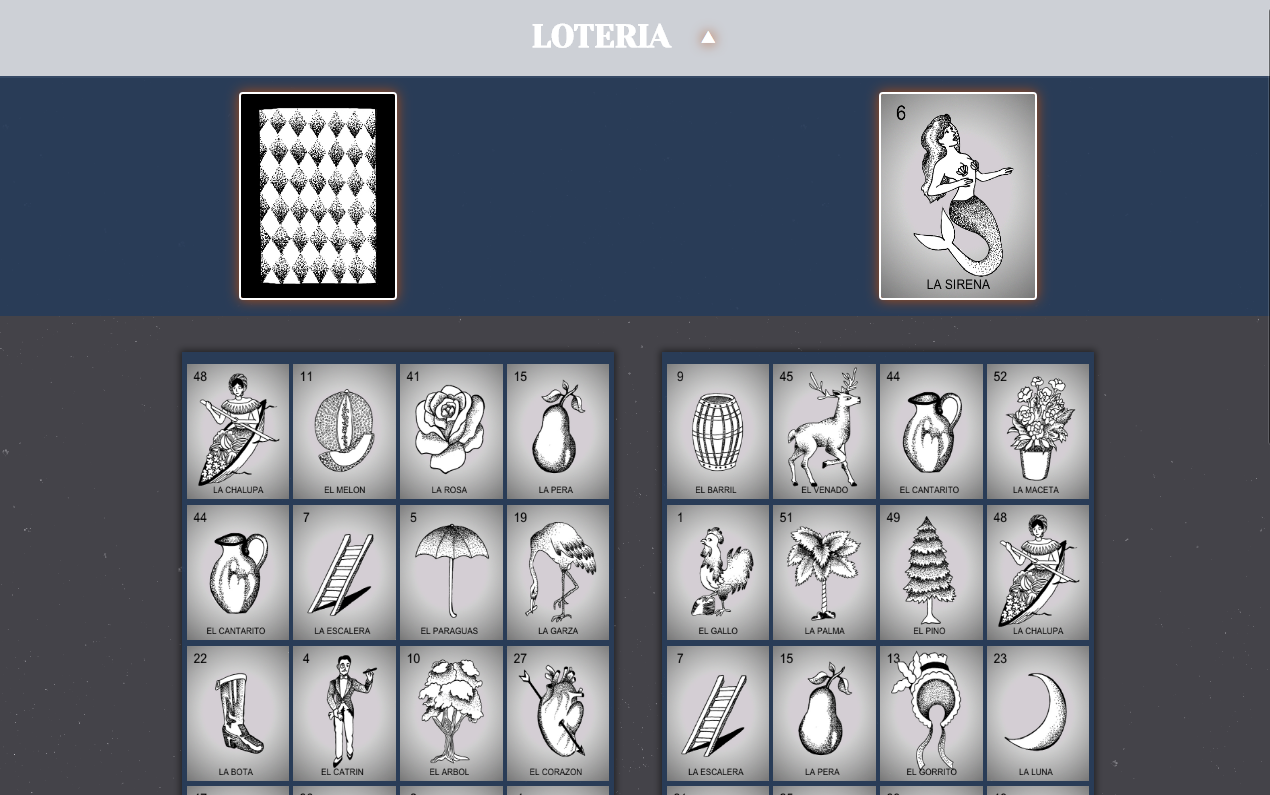 LOTERIA
6
LA SIRENA
48 11 41 15
LA CHALUPA EL MELON LA ROSA LA PERA
44 7 5 19
EL CANTARITO LA ESCALERA EL PARAGUAS LA GARZA
22 4 10 27
LA BOTA EL CATRIN EL ARBOL EL CORAZON
9 45 44 52
EL BARRIL EL VENADO EL CANTARITO LA MACETA
1 51 49 48
EL GALLO LA PALMA EL PINO LA CHALUPA
7 15 13 23
LA ESCALERA LA PERA EL GORRITO LA LUNA